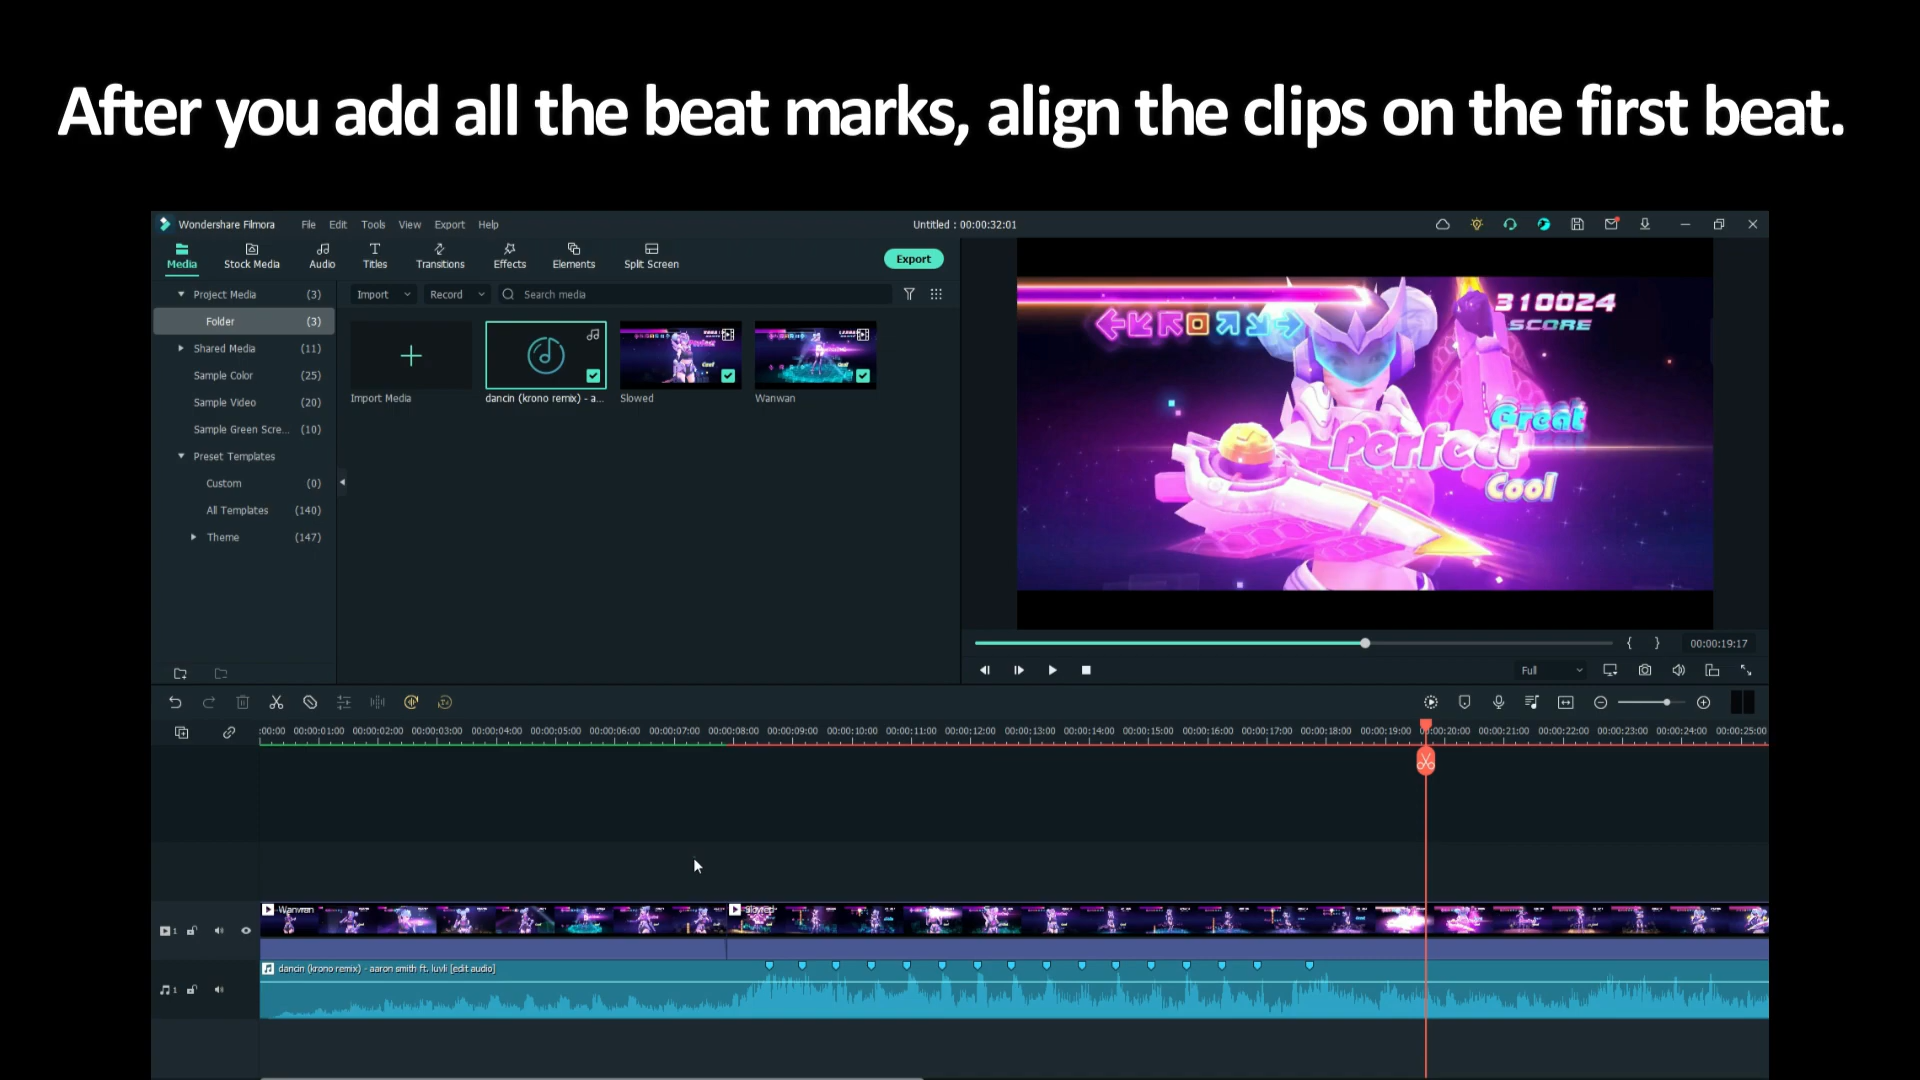 After you add all the beat marks, align the clips on the first beat.
Wondershare Filmora File Edit Tools View Export Help Untitled : 00:00:32:01
Media Stock Media Audio Titles Transitions Effects Elements Split Screen Export
Project Media (3)
Folder (3)
Shared Media (11)
Sample Color (25)
Sample Video (20)
Sample Green Scre... (10)
Preset Templates
Custom (0)
All Templates (140)
Theme (147)
Import Record Search media
Import Media dancin (krono remix) - a... Slowed Wanwan
310024
SCORE
Great
Perfect
Cool
{ } 00:00:19:17
Full
:00:00 00:00:01:00 00:00:02:00 00:00:03:00 00:00:04:00 00:00:05:00 00:00:06:00 00:00:07:00 00:00:08:00 00:00:09:00 00:00:10:00 00:00:11:00 00:00:12:00 00:00:13:00 00:00:14:00 00:00:15:00 00:00:16:00 00:00:17:00 00:00:18:00 00:00:19:00 00:00:20:00 00:00:21:00 00:00:22:00 00:00:23:00 00:00:24:00 00:00:25:00
Wanwan Slowed
1
dancin (krono remix) - aaron smith ft. luvli [edit audio]
1